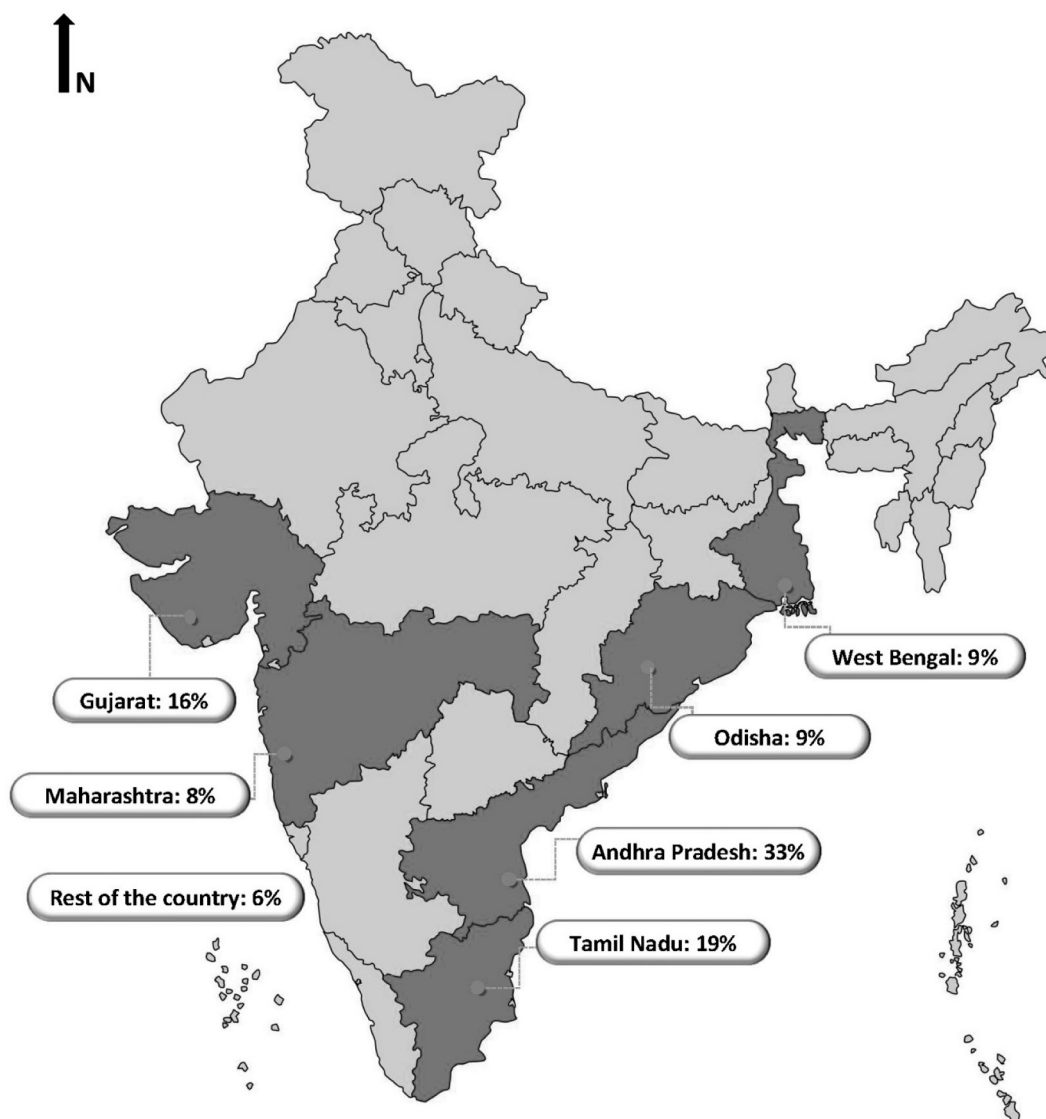 N
West Bengal: 9%
Gujarat: 16%
Odisha: 9%
Maharashtra: 8%
Andhra Pradesh: 33%
Rest of the country: 6%
Tamil Nadu: 19%